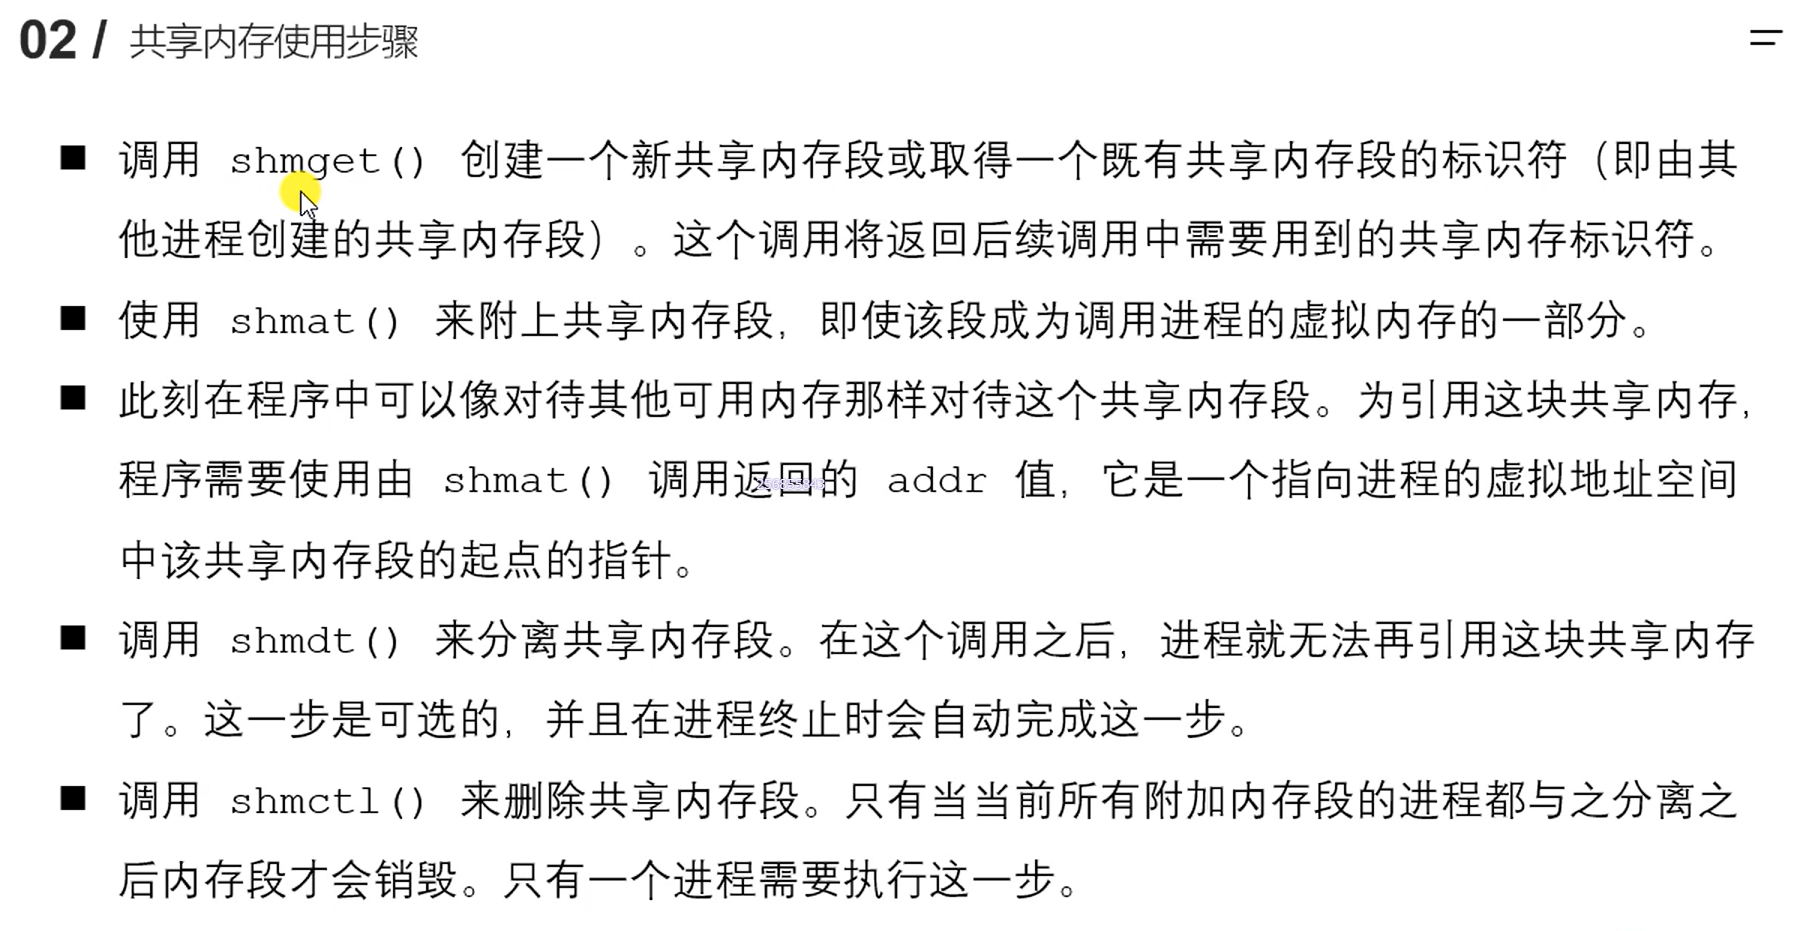 02 / 共享内存使用步骤
■ 调用 shmget() 创建一个新共享内存段或取得一个既有共享内存段的标识符（即由其
他进程创建的共享内存段）。这个调用将返回后续调用中需要用到的共享内存标识符。
■ 使用 shmat() 来附上共享内存段，即使该段成为调用进程的虚拟内存的一部分。
■ 此刻在程序中可以像对待其他可用内存那样对待这个共享内存段。为引用这块共享内存，
程序需要使用由 shmat() 调用返回的 addr 值，它是一个指向进程的虚拟地址空间
中该共享内存段的起点的指针。
■ 调用 shmdt() 来分离共享内存段。在这个调用之后，进程就无法再引用这块共享内存
了。这一步是可选的，并且在进程终止时会自动完成这一步。
■ 调用 shmctl() 来删除共享内存段。只有当当前所有附加内存段的进程都与之分离之
后内存段才会销毁。只有一个进程需要执行这一步。